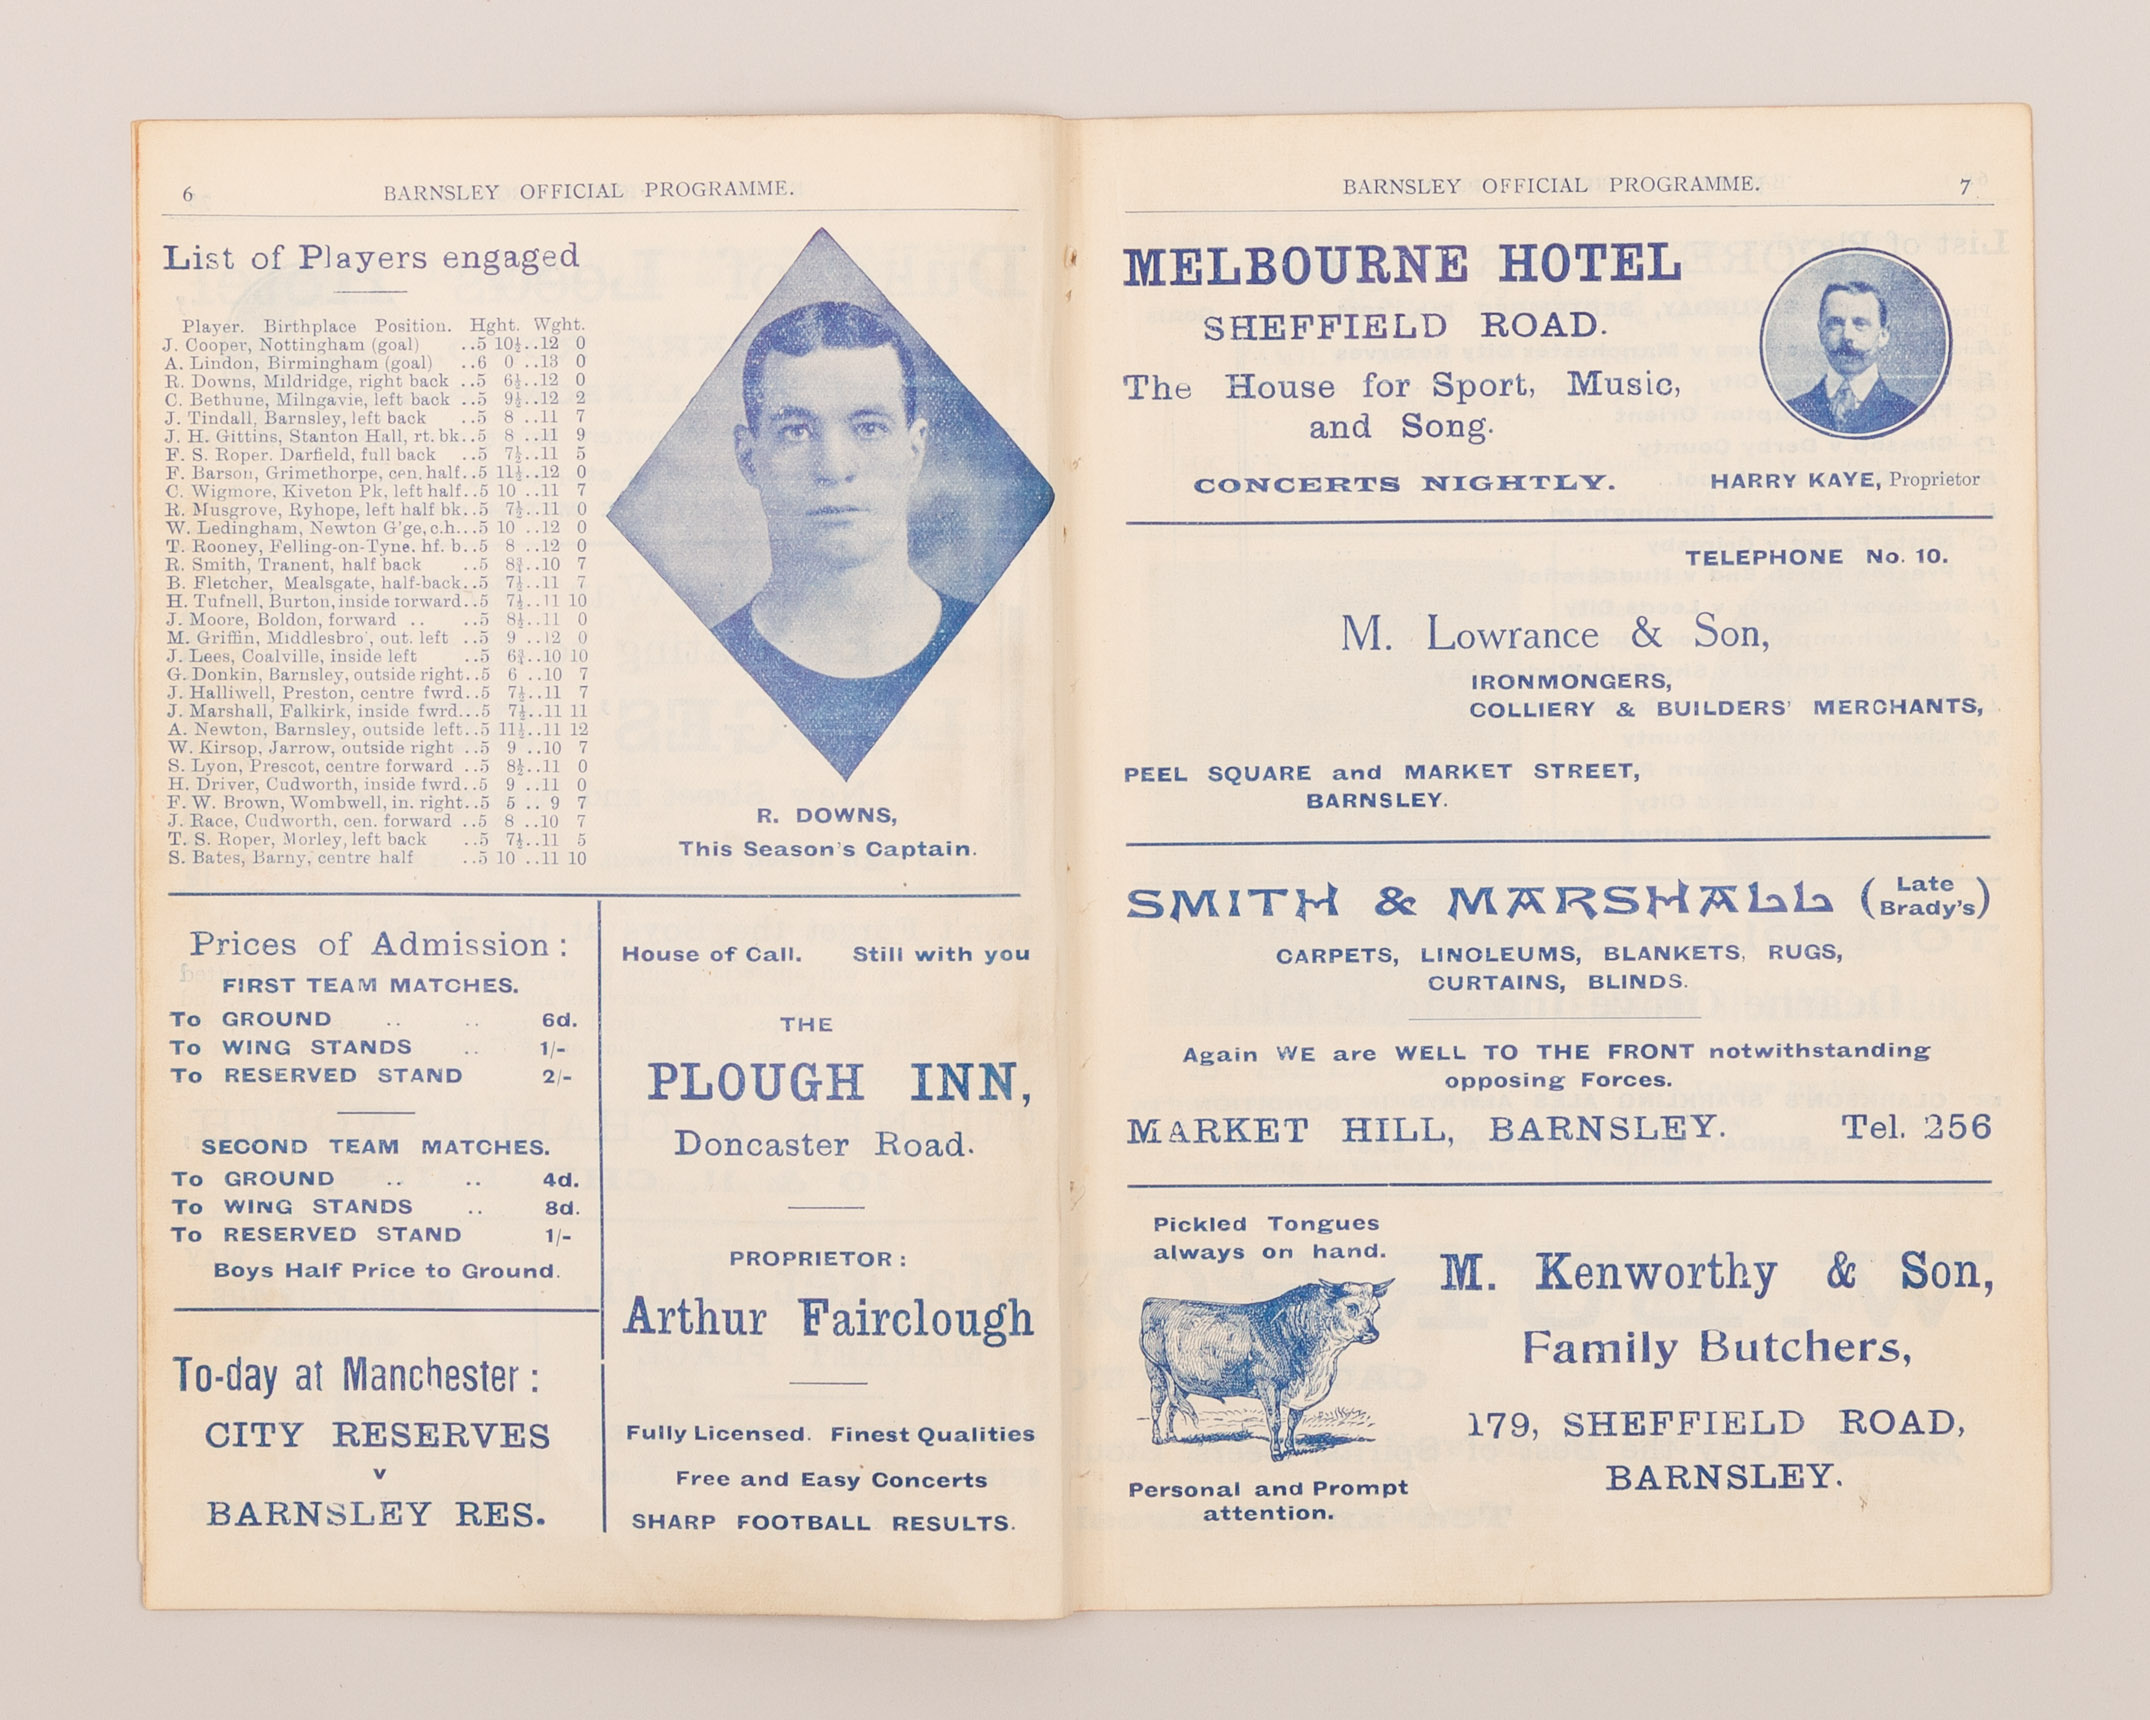 6
BARNSLEY OFFICIAL PROGRAMME.
List of Players engaged
Player. Birthplace Position. Hght. Wght.
J. Cooper, Nottingham (goal) ..5 10½..12 0
A. Lindon, Birmingham (goal) ..6 0 ..13 0
R. Downs, Mildridge, right back ..5 6½..12 0
C. Bethune, Milngavie, left back ..5 9½..12 2
J. Tindall, Barnsley, left back ..5 8 ..11 7
J. H. Gittins, Stanton Hall, rt. bk..5 8 ..11 9
F. S. Roper. Darfield, full back ..5 7½..11 5
F. Barson, Grimethorpe, cen. half..5 11½..12 0
C. Wigmore, Kiveton Pk, left half..5 10 ..11 7
R. Musgrove, Ryhope, left half bk..5 7½..11 0
W. Ledingham, Newton G'ge, c.h...5 10 ..12 0
T. Rooney, Felling-on-Tyne. hf. b..5 8 ..12 0
R. Smith, Tranent, half back ..5 8¾..10 7
B. Fletcher, Mealsgate, half-back..5 7½..11 7
H. Tufnell, Burton, inside forward..5 7½..11 10
J. Moore, Boldon, forward .. ..5 8½..11 0
M. Griffin, Middlesbro', out. left ..5 9 ..12 0
J. Lees, Coalville, inside left ..5 6¾..10 10
G. Donkin, Barnsley, outside right..5 6 ..10 7
J. Halliwell, Preston, centre fwrd..5 7½..11 7
J. Marshall, Falkirk, inside fwrd...5 7½..11 11
A. Newton, Barnsley, outside left..5 11½..11 12
W. Kirsop, Jarrow, outside right ..5 9 ..10 7
S. Lyon, Prescot, centre forward ..5 8½..11 0
H. Driver, Cudworth, inside fwrd..5 9 ..11 0
F. W. Brown, Wombwell, in. right..5 5 .. 9 7
J. Race, Cudworth, cen. forward ..5 8 ..10 7
T. S. Roper, Morley, left back ..5 7½..11 5
S. Bates, Barny, centre half ..5 10 ..11 10
R. DOWNS,
This Season's Captain.
Prices of Admission:
FIRST TEAM MATCHES.
To GROUND .. .. 6d.
To WING STANDS .. 1/-
To RESERVED STAND 2/-
SECOND TEAM MATCHES.
To GROUND .. .. 4d.
To WING STANDS .. 8d.
To RESERVED STAND 1/-
Boys Half Price to Ground.
To-day at Manchester:
CITY RESERVES
v
BARNSLEY RES.
House of Call. Still with you
THE
PLOUGH INN,
Doncaster Road.
PROPRIETOR:
Arthur Fairclough
Fully Licensed. Finest Qualities
Free and Easy Concerts
SHARP FOOTBALL RESULTS.
BARNSLEY OFFICIAL PROGRAMME.
7
MELBOURNE HOTEL
SHEFFIELD ROAD.
The House for Sport, Music,
and Song.
CONCERTS NIGHTLY. HARRY KAYE, Proprietor
TELEPHONE No. 10.
M. Lowrance & Son,
IRONMONGERS,
COLLIERY & BUILDERS' MERCHANTS,
PEEL SQUARE and MARKET STREET,
BARNSLEY.
SMITH & MARSHALL (Late Brady's)
CARPETS, LINOLEUMS, BLANKETS, RUGS,
CURTAINS, BLINDS.
Again WE are WELL TO THE FRONT notwithstanding
opposing Forces.
MARKET HILL, BARNSLEY. Tel. 256
Pickled Tongues
always on hand.
M. Kenworthy & Son,
Family Butchers,
179, SHEFFIELD ROAD,
BARNSLEY.
Personal and Prompt
attention.